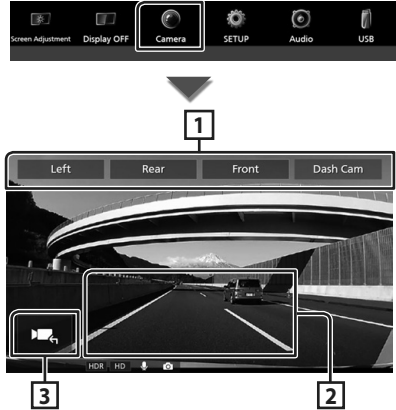 Screen Adjustment Display OFF Camera SETUP Audio USB
1
Left Rear Front Dash Cam
HDR HD
3 2